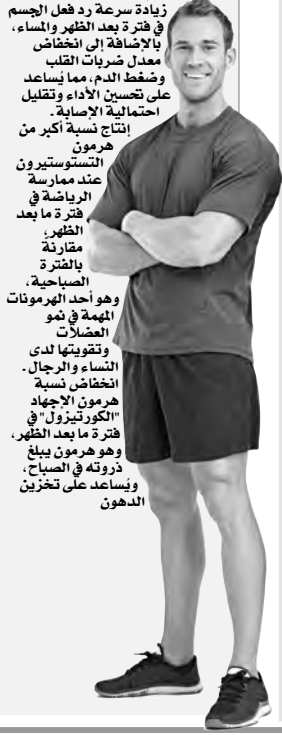 زيادة سرعة رد فعل الجسم
في فترة بعد الظهر والمساء،
بالإضافة إلى انخفاض
معدل ضربات القلب
وضغط الدم، مما يُساعد
على تحسين الأداء وتقليل
احتمالية الإصابة.
إنتاج نسبة أكبر من
هرمون
التستوستيرون
عند ممارسة
الرياضة في
فترة ما بعد
الظهر،
مقارنةً
بالفترة
الصباحية،
وهو أحد الهرمونات
المهمة في نمو
العضلات
وتقويتها لدى
النساء والرجال.
انخفاض نسبة
هرمون الإجهاد
"الكورتيزول" في
فترة ما بعد الظهر،
وهو هرمون يبلغ
ذروته في الصباح،
ويُساعد على تخزين
الدهون